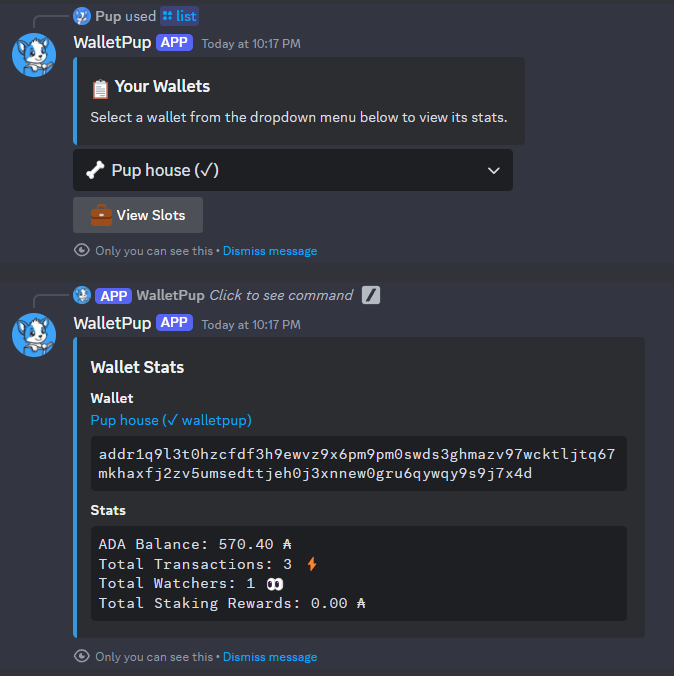 Pup used list
WalletPup APP Today at 10:17 PM
📋 Your Wallets
Select a wallet from the dropdown menu below to view its stats.
🦴 Pup house (✓)
💼 View Slots
Only you can see this • Dismiss message
APP WalletPup Click to see command
WalletPup APP Today at 10:17 PM
Wallet Stats
Wallet
Pup house (✓ walletpup)
addr1q9l3t0hzcfdf3h9ewvz9x6pm9pm0swds3ghmazv97wcktljtq67
mkhaxfj2zv5umsedttjeh0j3xnnew0gru6qywqy9s9j7x4d
Stats
ADA Balance: 570.40 ₳
Total Transactions: 3 ⚡
Total Watchers: 1 👀
Total Staking Rewards: 0.00 ₳
Only you can see this • Dismiss message